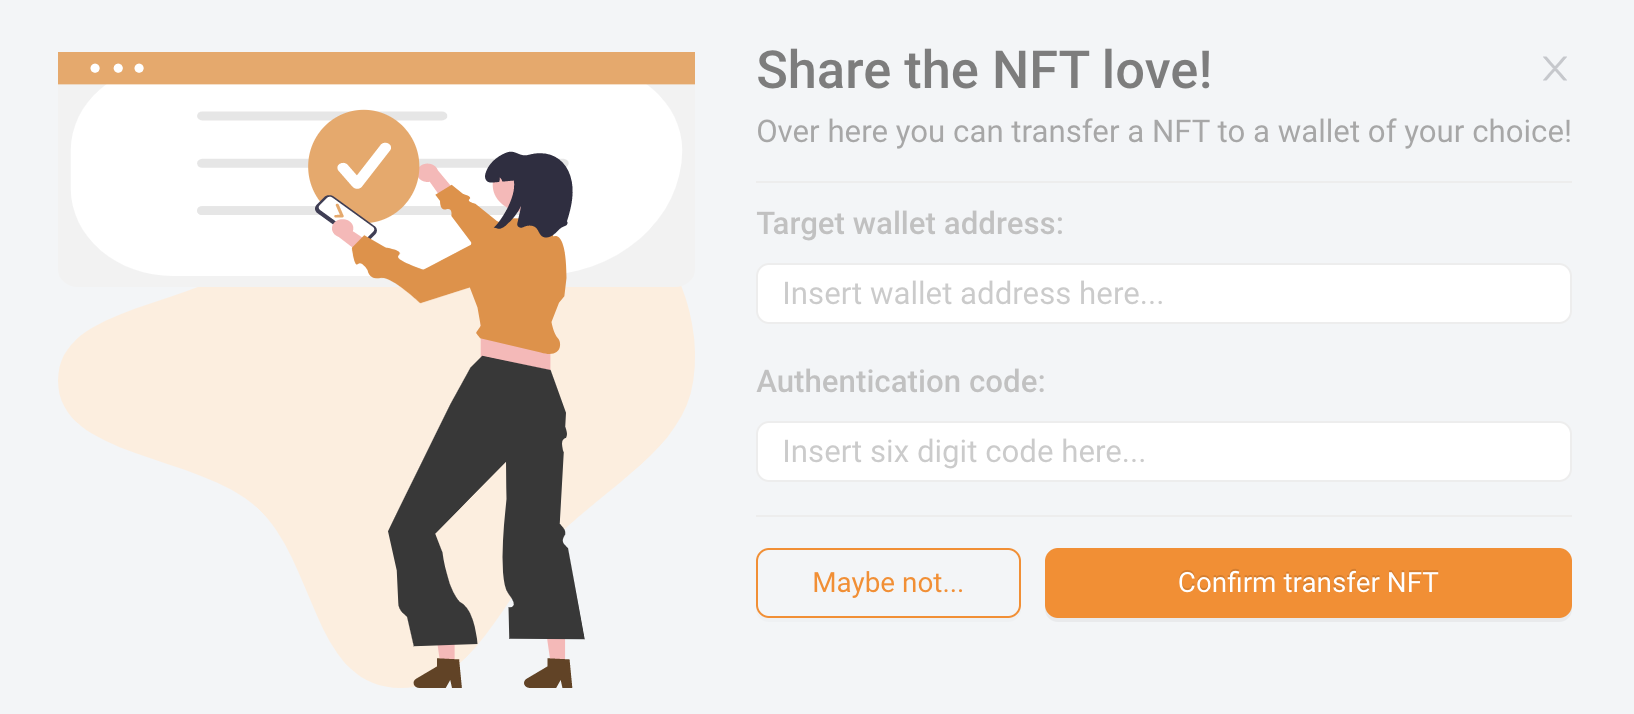 Share the NFT love!
X
Over here you can transfer a NFT to a wallet of your choice!
Target wallet address:
Insert wallet address here...
Authentication code:
Insert six digit code here...
Maybe not...
Confirm transfer NFT